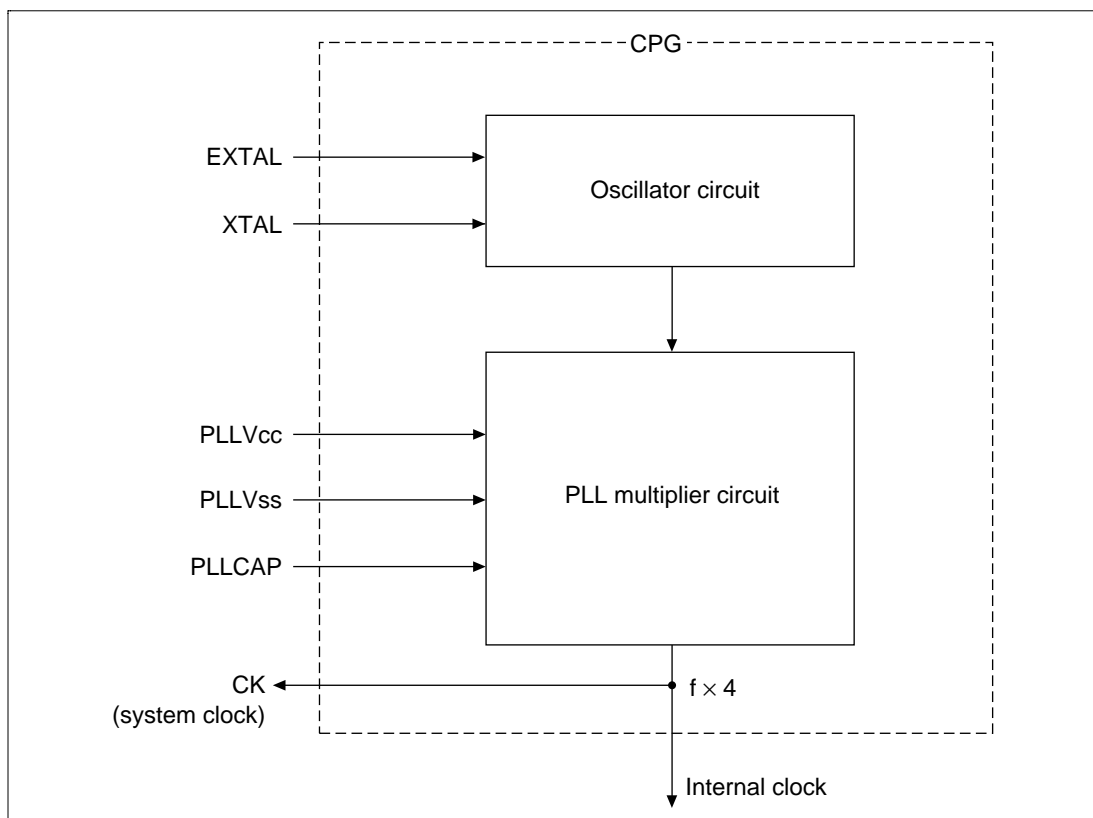 CPG
EXTAL
Oscillator circuit
XTAL
PLLVcc
PLLVss
PLL multiplier circuit
PLLCAP
CK
(system clock)
f × 4
Internal clock